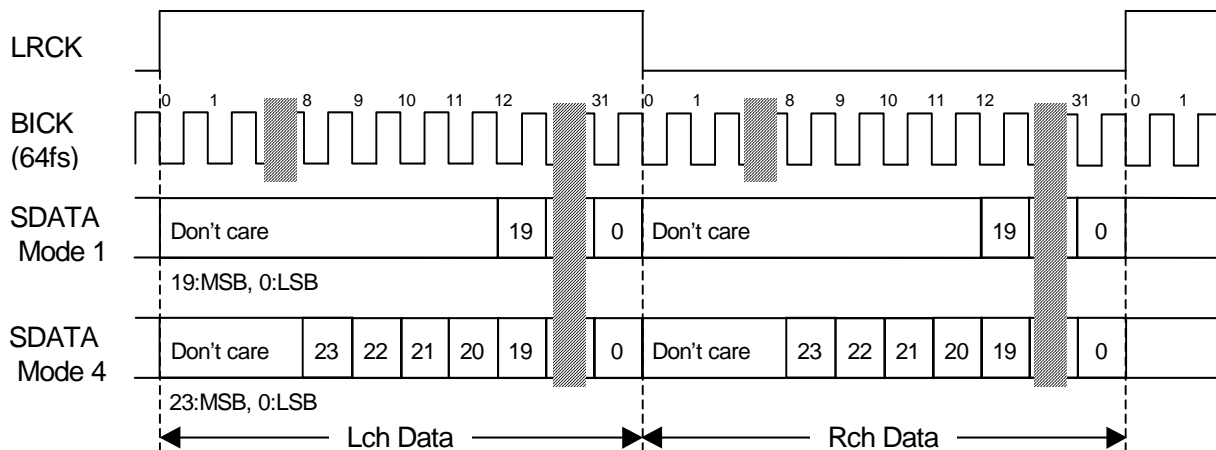 LRCK
BICK
(64fs)
0 1 8 9 10 11 12 31 0 1 8 9 10 11 12 31 0 1
SDATA
Mode 1
Don't care 19 0 Don't care 19 0
19:MSB, 0:LSB
SDATA
Mode 4
Don't care 23 22 21 20 19 0 Don't care 23 22 21 20 19 0
23:MSB, 0:LSB
Lch Data Rch Data